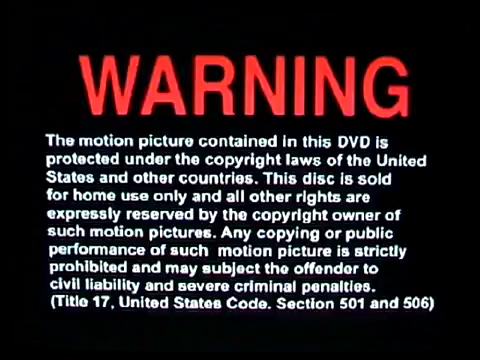 WARNING
The motion picture contained in this DVD is
protected under the copyright laws of the United
States and other countries. This disc is sold
for home use only and all other rights are
expressly reserved by the copyright owner of
such motion pictures. Any copying or public
performance of such motion picture is strictly
prohibited and may subject the offender to
civil liability and severe criminal penalties.
(Title 17, United States Code. Section 501 and 506)